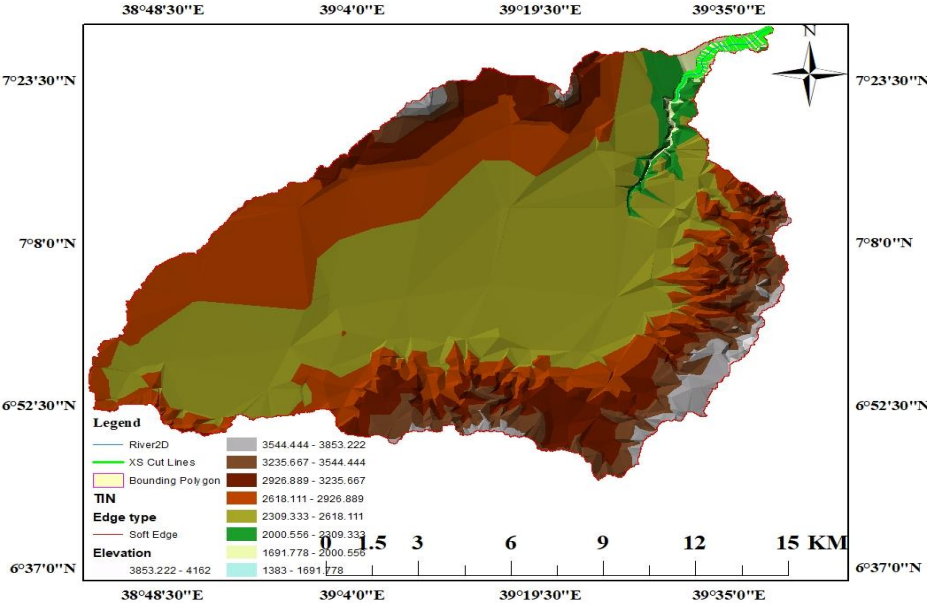 38°48'30"E 39°4'0"E 39°19'30"E 39°35'0"E
N
7°23'30"N 7°23'30"N
7°8'0"N 7°8'0"N
6°52'30"N 6°52'30"N
Legend
River2D
XS Cut Lines
Bounding Polygon
TIN
Edge type
Soft Edge
Elevation
3853.222 - 4162
3544.444 - 3853.222
3235.667 - 3544.444
2926.889 - 3235.667
2618.111 - 2926.889
2309.333 - 2618.111
2000.556 - 2309.333
1691.778 - 2000.556
1383 - 1691.778
0 1.5 3 6 9 12 15 KM
6°37'0"N 6°37'0"N
38°48'30"E 39°4'0"E 39°19'30"E 39°35'0"E